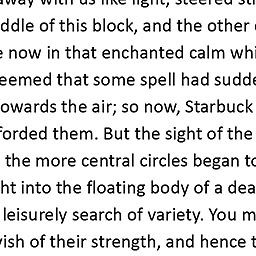 away with us like light, steered str
ddle of this block, and the other
now in that enchanted calm whi
eemed that some spell had sudd
owards the air; so now, Starbuck
forded them. But the sight of the
the more central circles began to
ht into the floating body of a dea
leisurely search of variety. You m
ish of their strength, and hence t